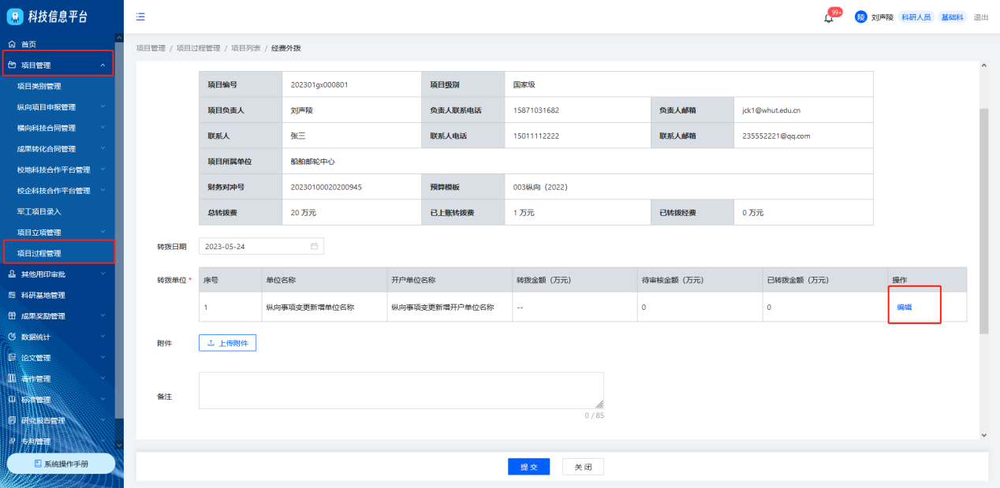 科技信息平台
99+
陵 刘声陵 科研人员 基础科 退出
首页
项目管理
项目类别管理
纵向项目申报管理
横向科技合同管理
成果转化合同管理
校地科技合作平台管理
校企科技合作平台管理
军工项目录入
项目立项管理
项目过程管理
其他用印审批
科研基地管理
成果奖励管理
数据统计
论文管理
著作管理
标准管理
研究报告管理
专利管理
系统操作手册
项目管理 / 项目过程管理 / 项目列表 / 经费外拨
项目编号 202301gx000801 项目级别 国家级
项目负责人 刘声陵 负责人联系电话 15871031682 负责人邮箱 jck1@whut.edu.cn
联系人 张三 联系人电话 15011112222 联系人邮箱 235552221@qq.com
项目所属单位 船舶邮轮中心
财务对冲号 20230100020200945 预算模板 003纵向（2022）
总转拨费 20 万元 已上账转拨费 1 万元 已转拨经费 0 万元
转拨日期 2023-05-24
转拨单位 * 序号 单位名称 开户单位名称 转拨金额（万元） 待审核金额（万元） 已转拨金额（万元） 操作
1 纵向事项变更新增单位名称 纵向事项变更新增开户单位名称 -- 0 0 编辑
附件 上传附件
备注
0 / 85
提 交 关 闭